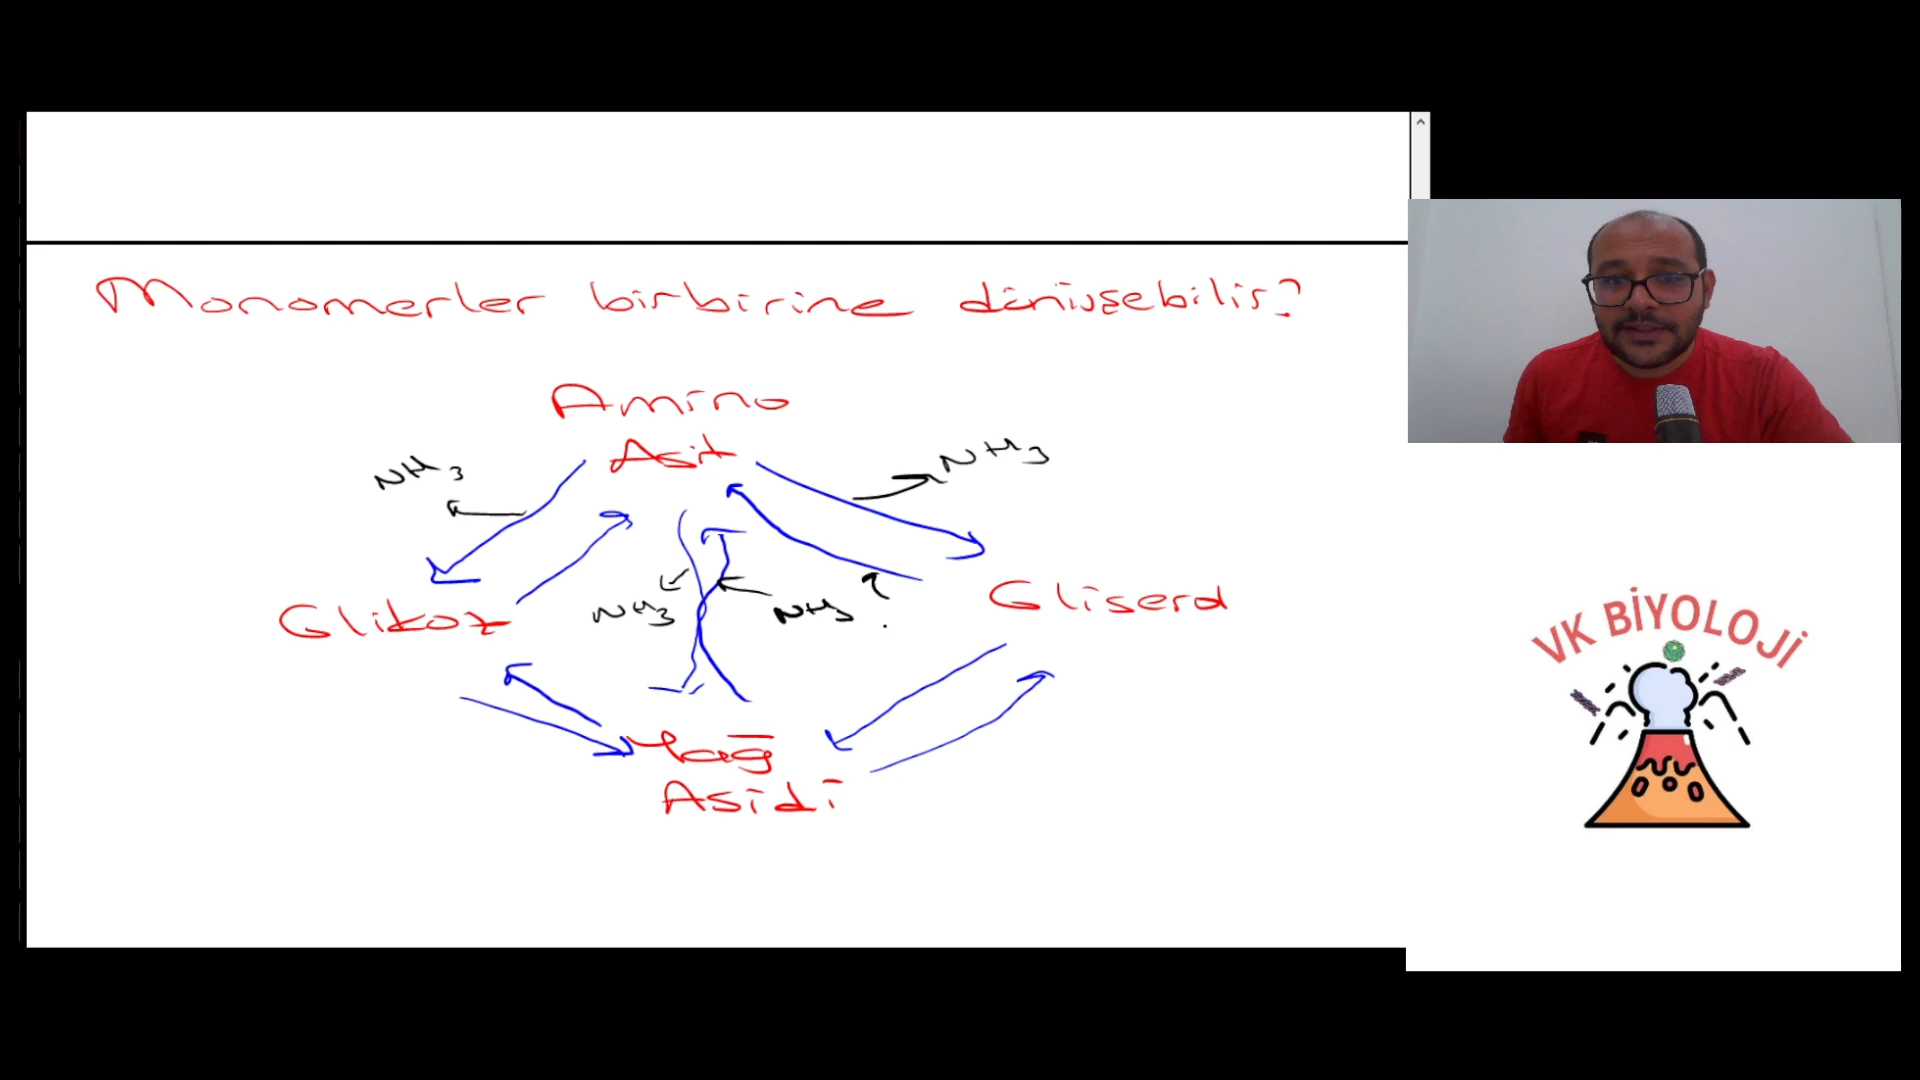 Monomerler birbirine dönüşebilir?
Amino
Asit
NH3
NH3
Glikoz
NH3
NH3
?
Gliserol
Yağ
Asidi
VK BİYOLOJİ